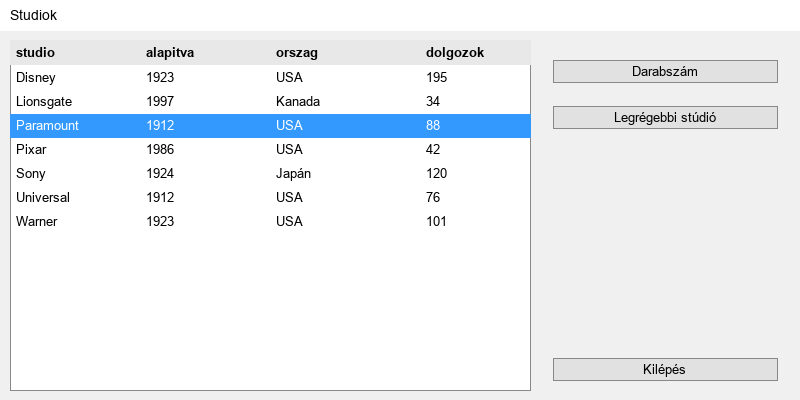 Studiok
studio alapitva orszag dolgozok
Disney 1923 USA 195
Lionsgate 1997 Kanada 34
Paramount 1912 USA 88
Pixar 1986 USA 42
Sony 1924 Japán 120
Universal 1912 USA 76
Warner 1923 USA 101
Darabszám
Legrégebbi stúdió
Kilépés